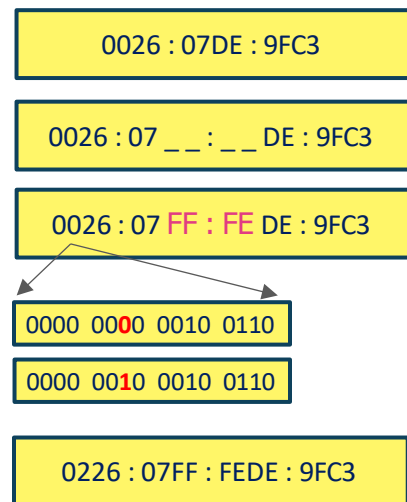 0026 : 07DE : 9FC3
0026 : 07 _ _ : _ _ DE : 9FC3
0026 : 07 FF : FE DE : 9FC3
0000 0000 0010 0110
0000 0010 0010 0110
0226 : 07FF : FEDE : 9FC3